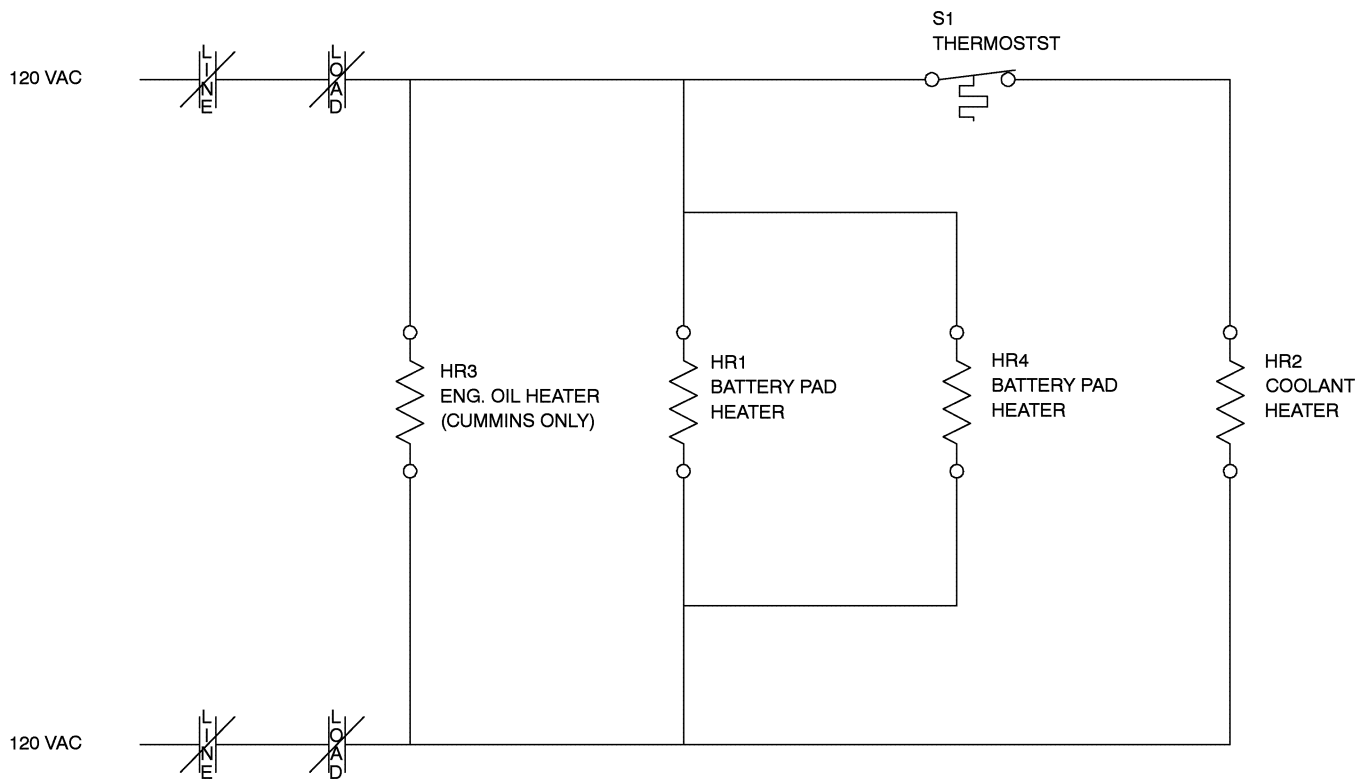 S1
THERMOSTST
120 VAC
LINE
LOAD
HR3
ENG. OIL HEATER
(CUMMINS ONLY)
HR1
BATTERY PAD
HEATER
HR4
BATTERY PAD
HEATER
HR2
COOLANT
HEATER
120 VAC
LINE
LOAD